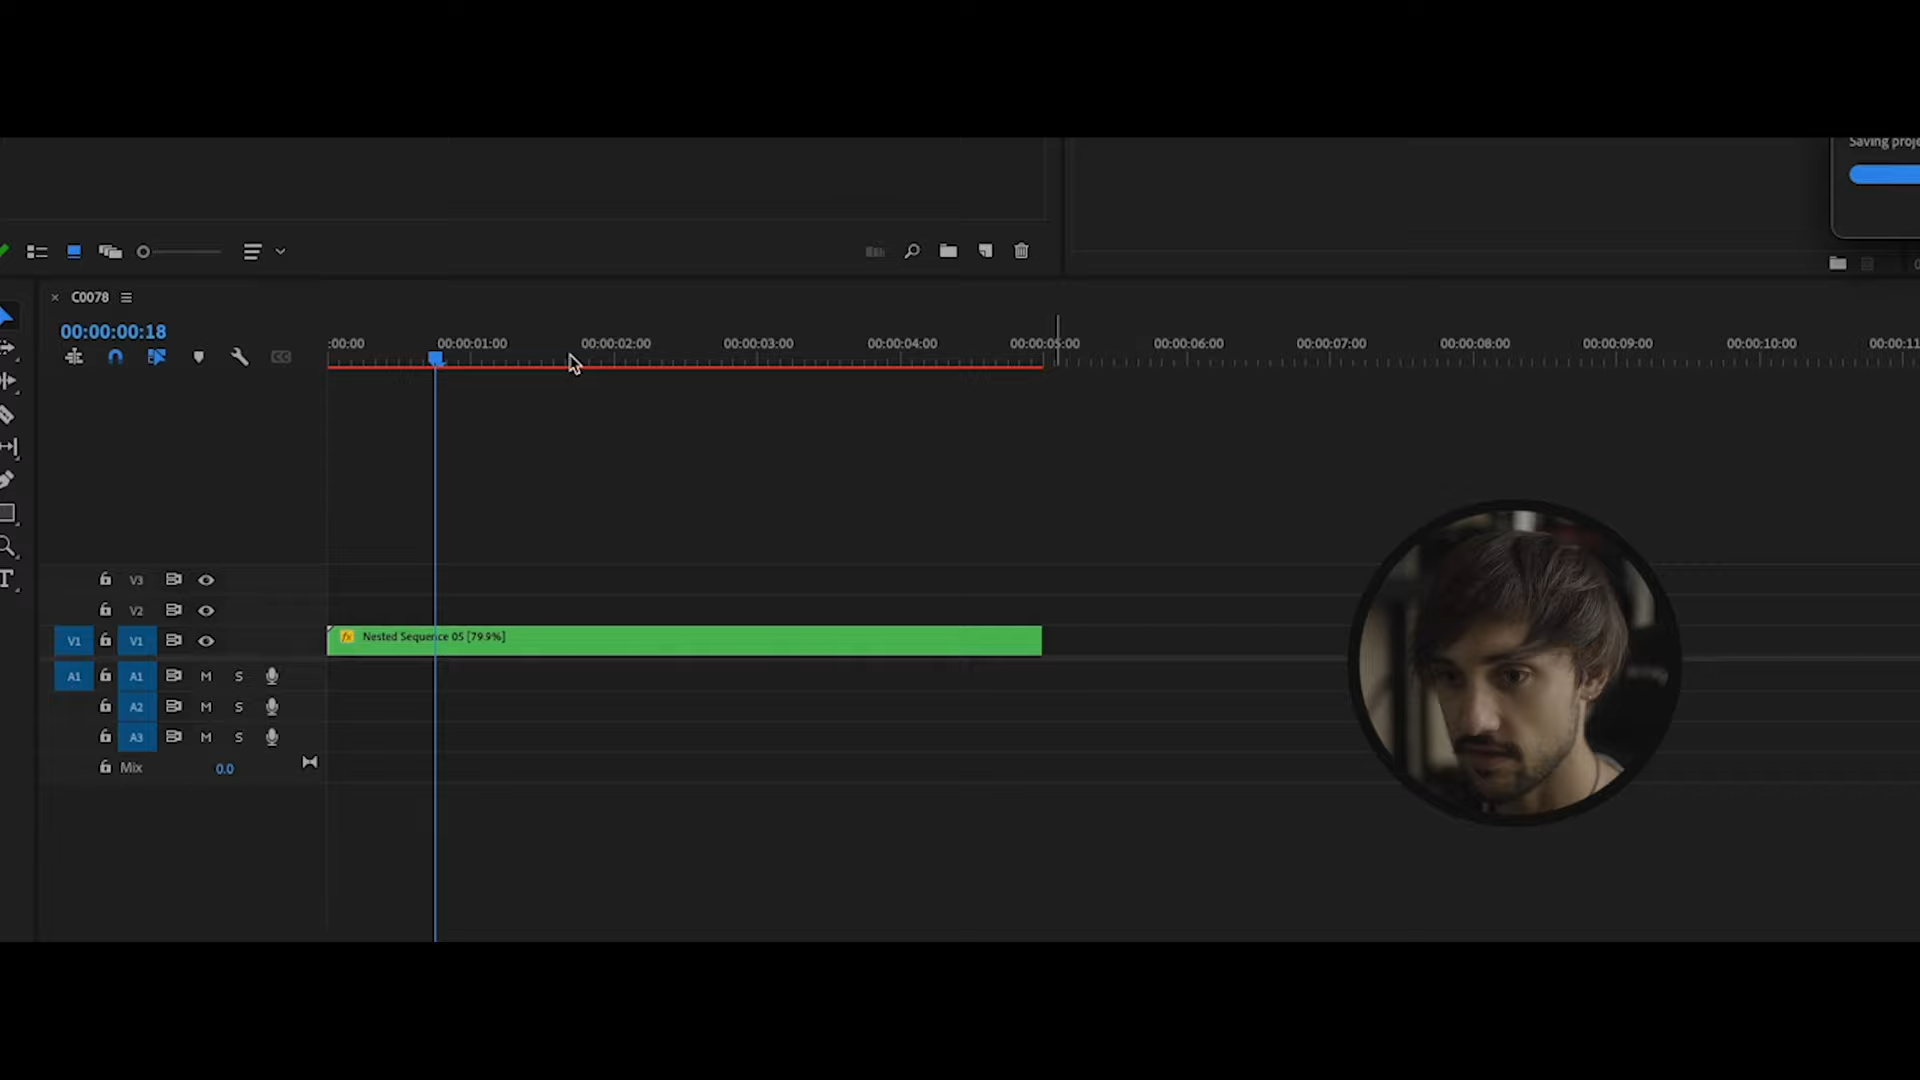 Saving proje
C0078
00:00:00:18
:00:00 00:00:01:00 00:00:02:00 00:00:03:00 00:00:04:00 00:00:05:00 00:00:06:00 00:00:07:00 00:00:08:00 00:00:09:00 00:00:10:00 00:00:11
CC
T
V3
V2
V1 V1 fx Nested Sequence 05 [79.9%]
A1 A1 M S
A2 M S
A3 M S
Mix 0.0